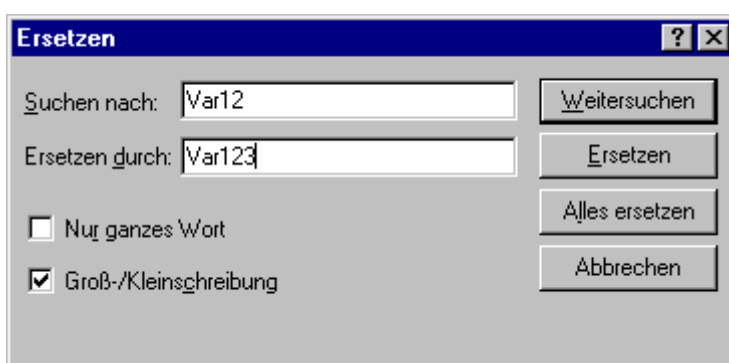 Ersetzen
Suchen nach: Var12
Weitersuchen
Ersetzen durch: Var123
Ersetzen
Alles ersetzen
Nur ganzes Wort
Abbrechen
Groß-/Kleinschreibung